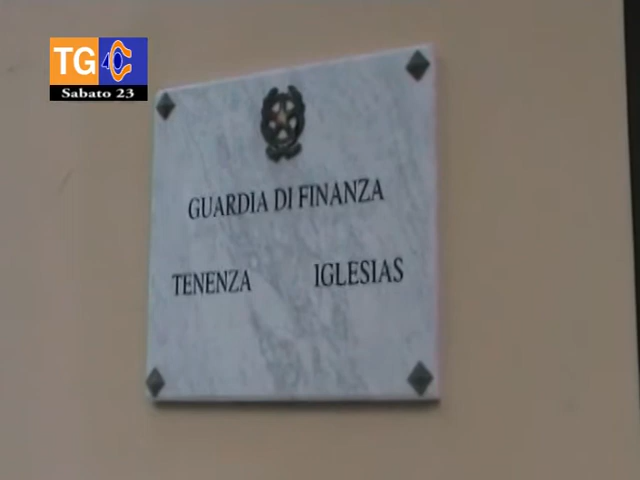 TG
Sabato 23
GUARDIA DI FINANZA
TENENZA IGLESIAS